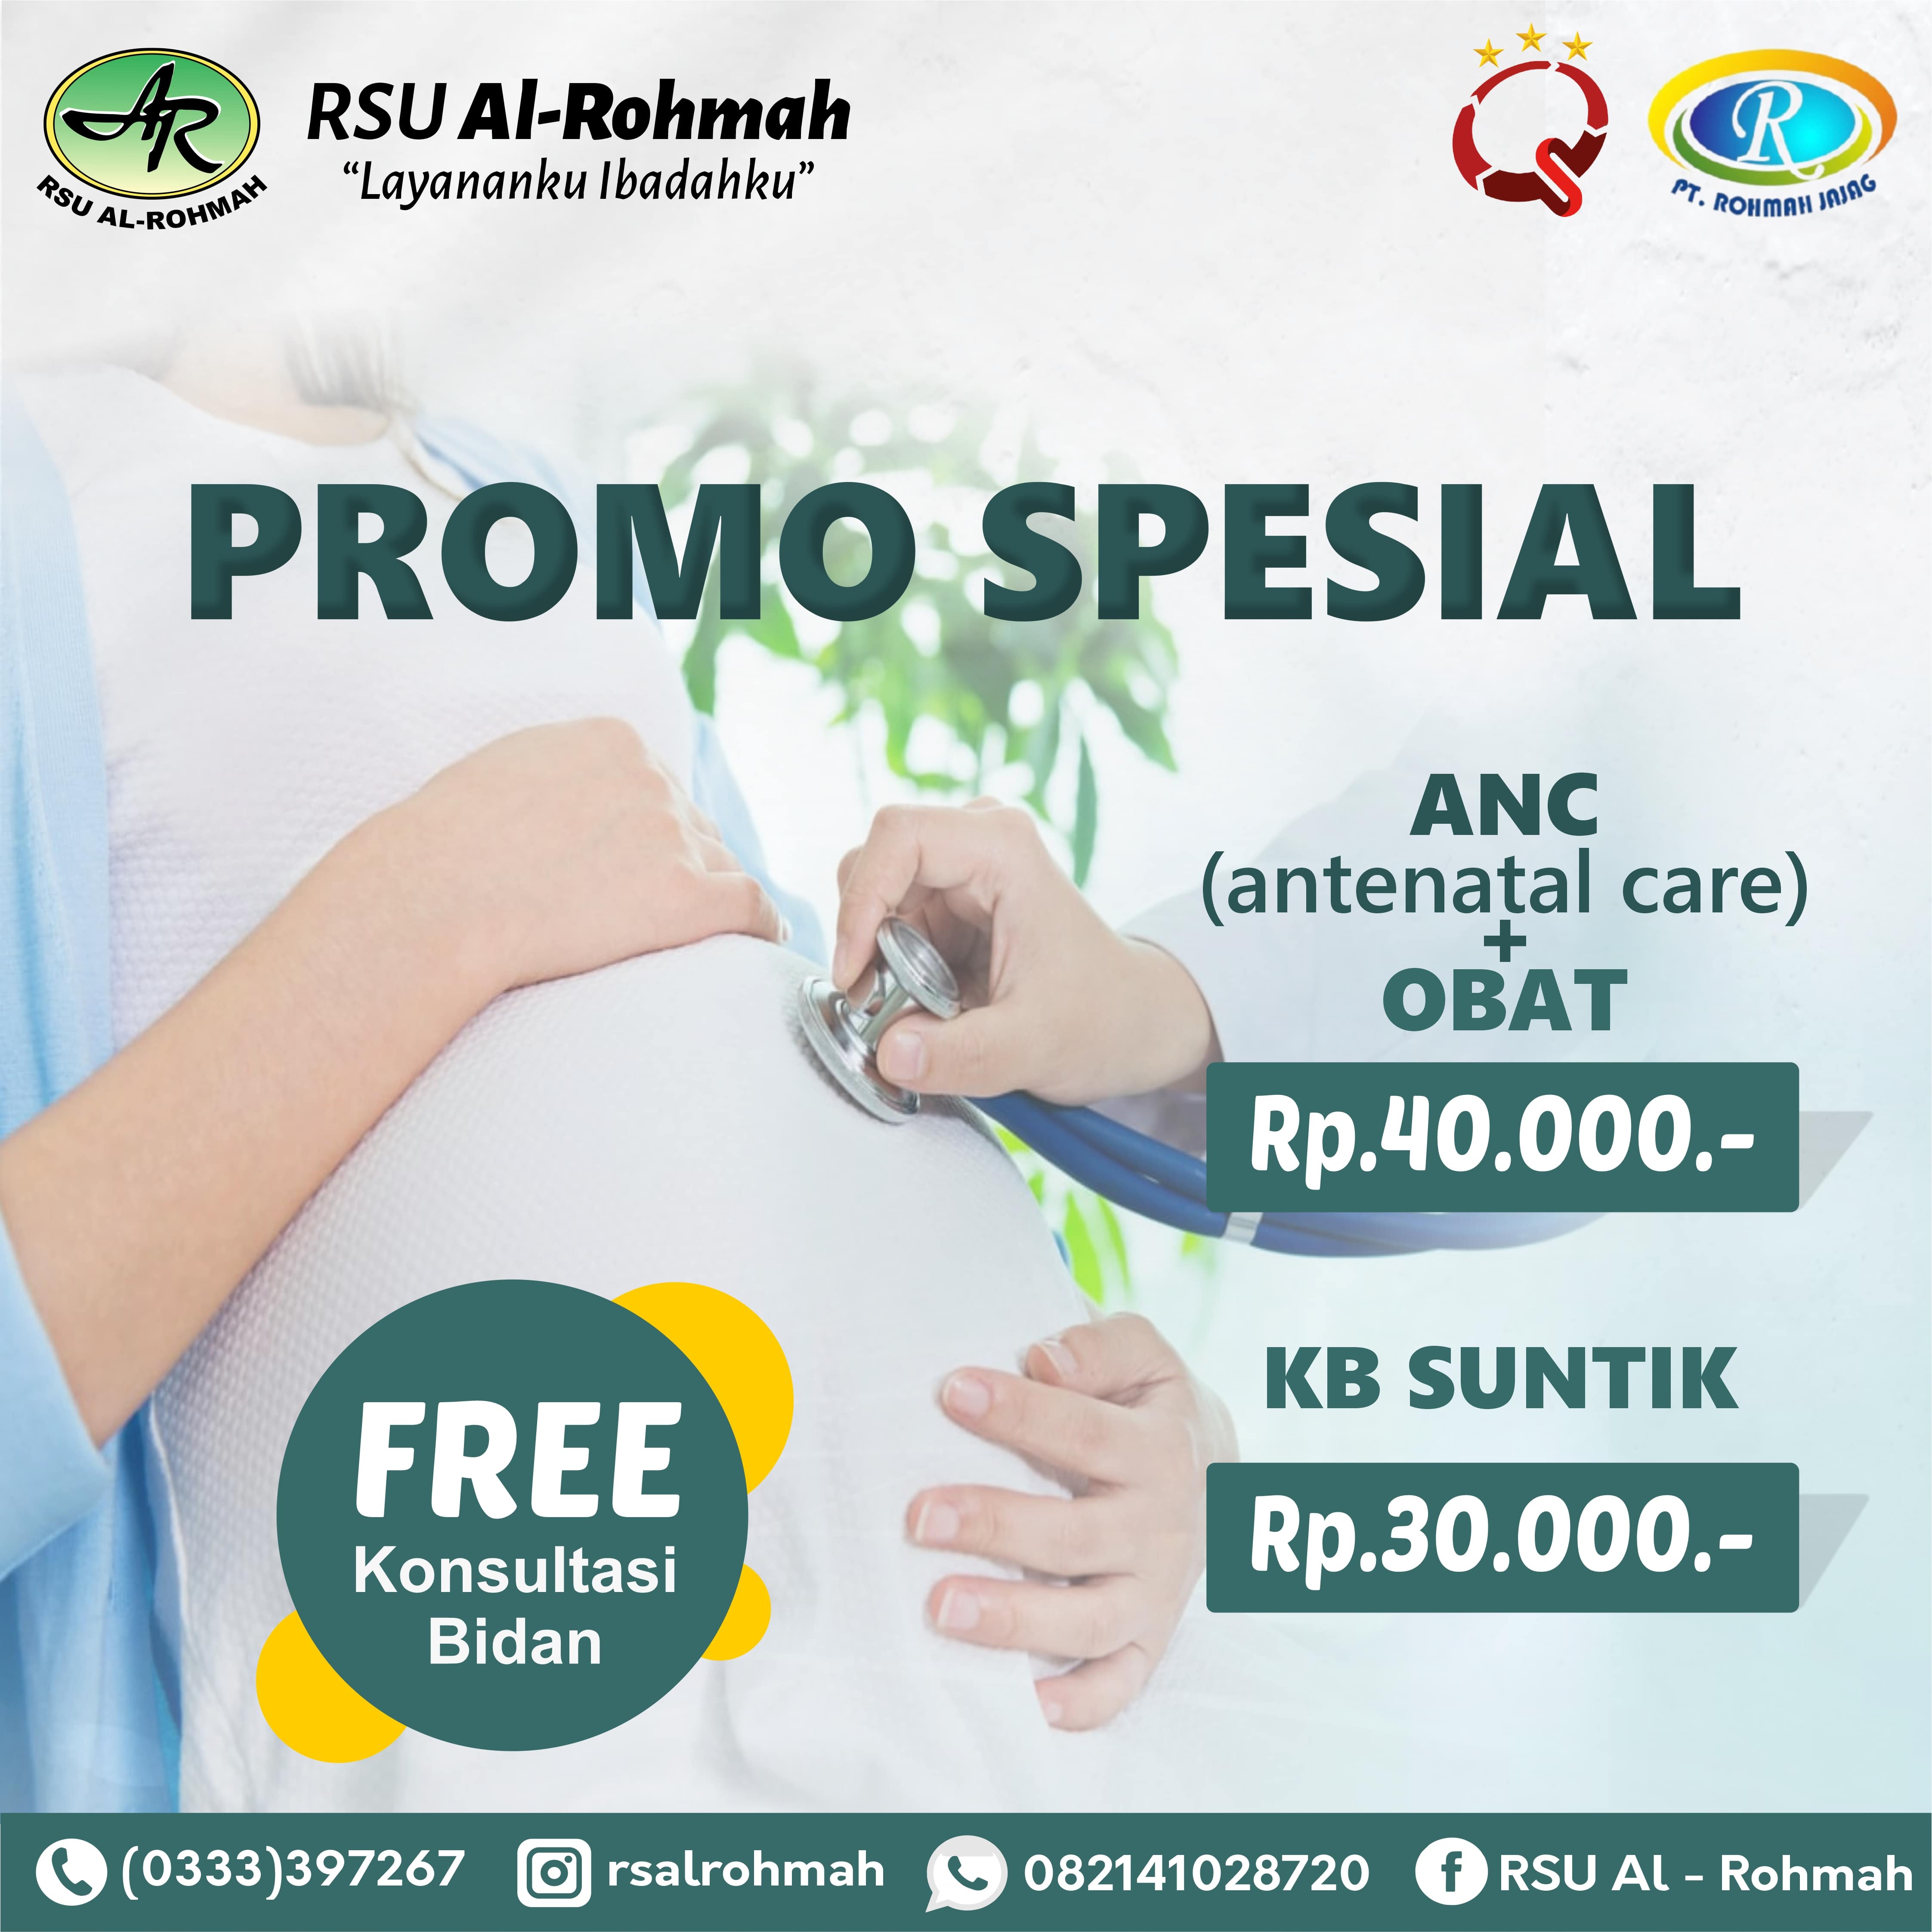 RSU AL-ROHMAH
RSU Al-Rohmah
“Layananku Ibadahku”
PT. ROHMAH JAJAG
PROMO SPESIAL
ANC
(antenatal care)
+
OBAT
Rp.40.000.-
KB SUNTIK
Rp.30.000.-
FREE
Konsultasi
Bidan
(0333)397267
rsalrohmah
082141028720
RSU Al - Rohmah